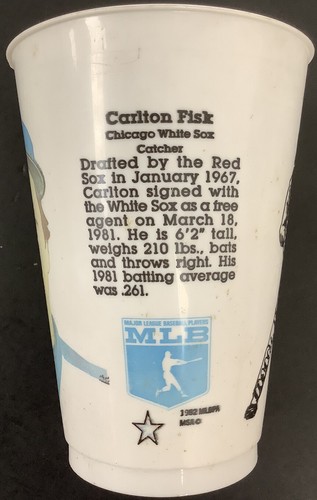 Carlton Fisk
Chicago White Sox
Catcher
Drafted by the Red
Sox in January 1967,
Carlton signed with
the White Sox as a free
agent on March 18,
1981. He is 6'2" tall,
weighs 210 lbs., bats
and throws right. His
1981 batting average
was .261.
MAJOR LEAGUE BASEBALL PLAYERS
MLB
1982 MLBPA
MSA©